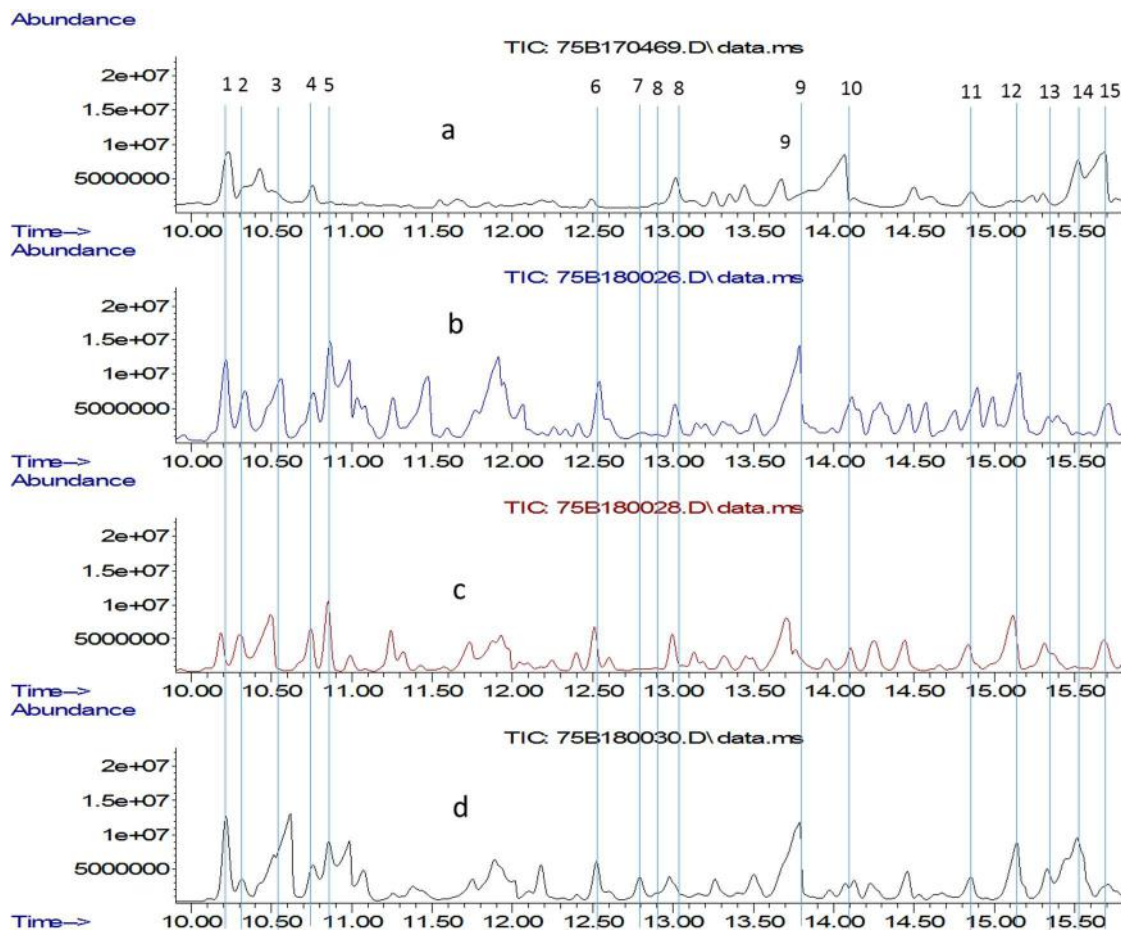 Abundance
TIC: 75B170469.D\data.ms
2e+07
1 2 3 4 5 6 7 8 8 9 10 11 12 13 14 15
1.5e+07
a
9
1e+07
5000000
10.00 10.50 11.00 11.50 12.00 12.50 13.00 13.50 14.00 14.50 15.00 15.50
Time-->
Abundance
TIC: 75B180026.D\data.ms
2e+07
b
1.5e+07
1e+07
5000000
10.00 10.50 11.00 11.50 12.00 12.50 13.00 13.50 14.00 14.50 15.00 15.50
Time-->
Abundance
TIC: 75B180028.D\data.ms
2e+07
1.5e+07
c
1e+07
5000000
10.00 10.50 11.00 11.50 12.00 12.50 13.00 13.50 14.00 14.50 15.00 15.50
Time-->
Abundance
TIC: 75B180030.D\data.ms
2e+07
1.5e+07
d
1e+07
5000000
10.00 10.50 11.00 11.50 12.00 12.50 13.00 13.50 14.00 14.50 15.00 15.50
Time-->